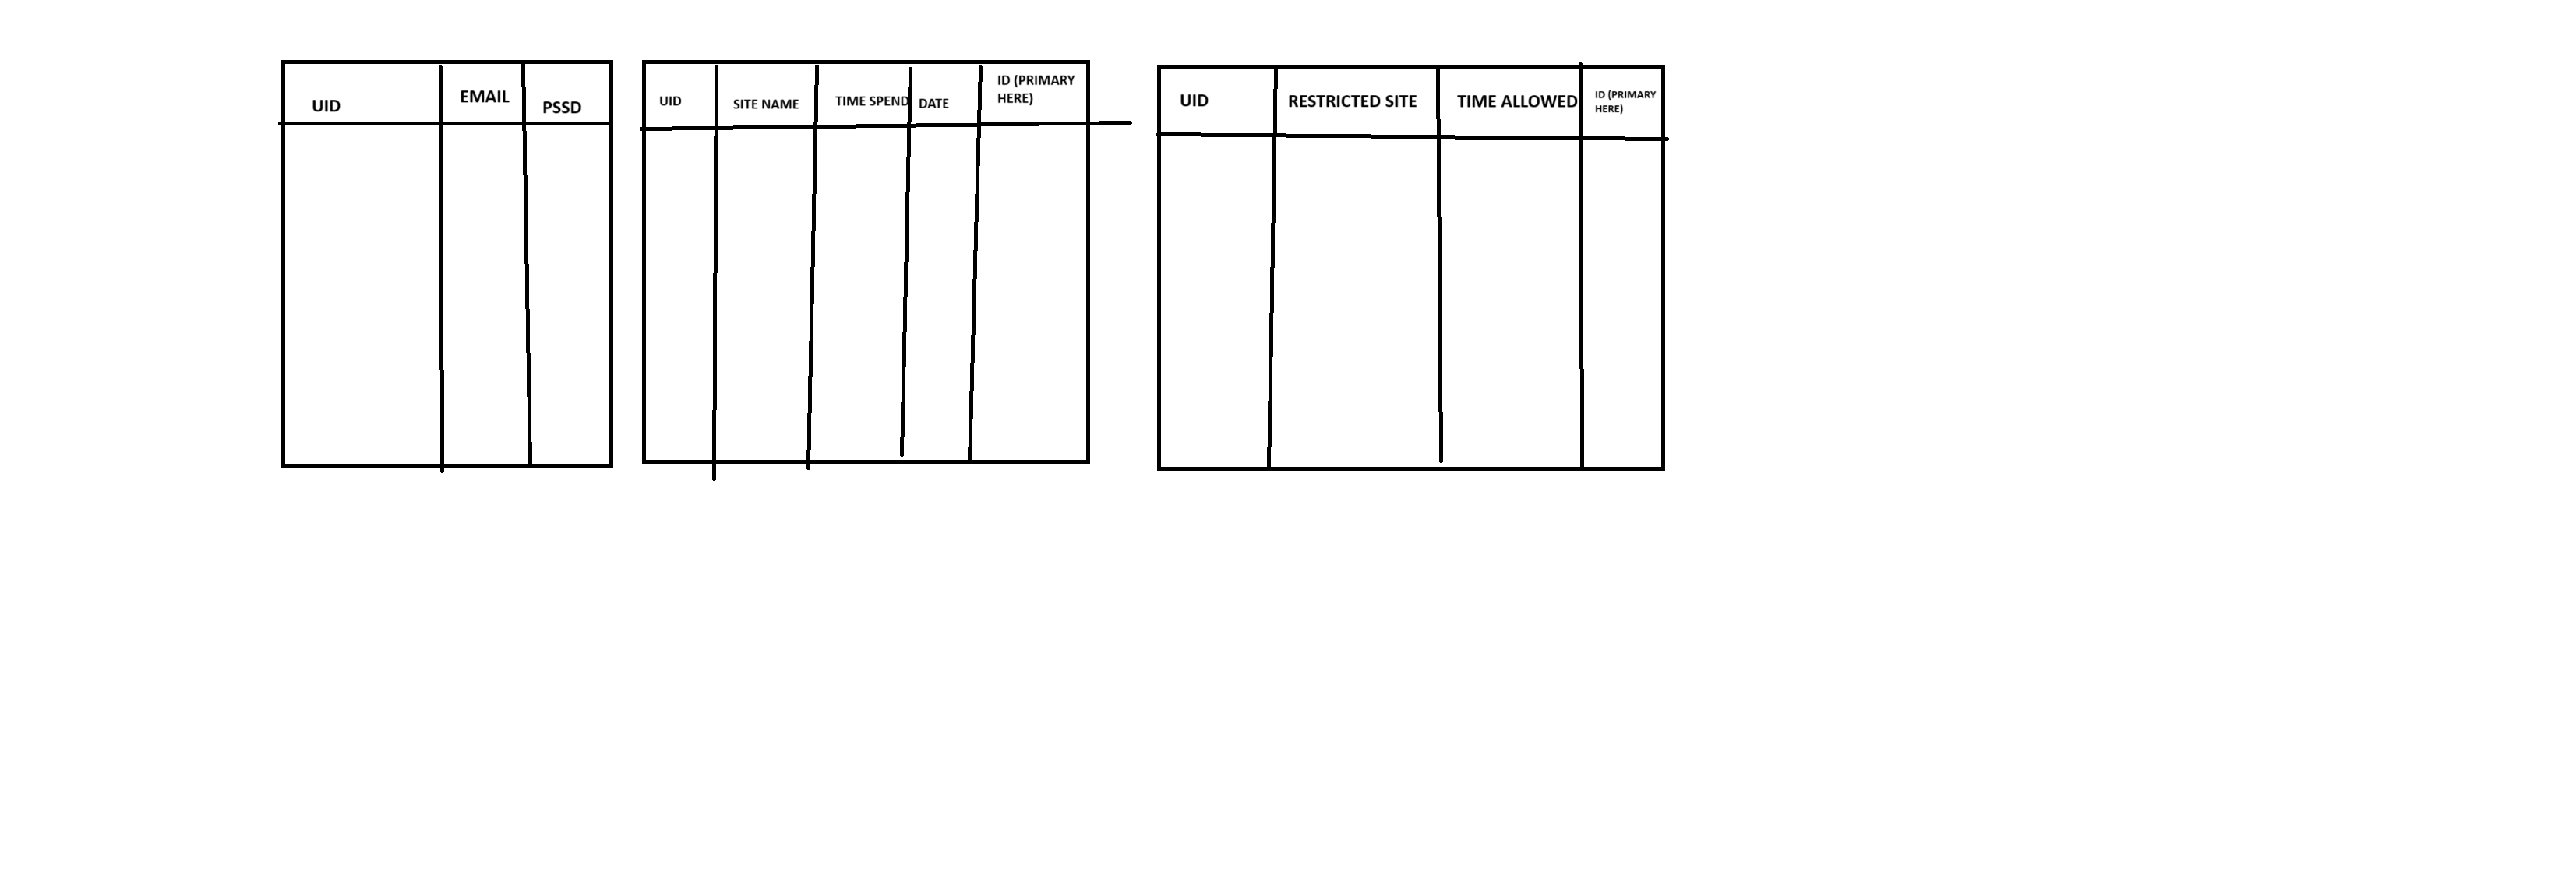 UID
EMAIL
PSSD
UID
SITE NAME
TIME SPEND
DATE
ID (PRIMARY
HERE)
UID
RESTRICTED SITE
TIME ALLOWED
ID (PRIMARY
HERE)